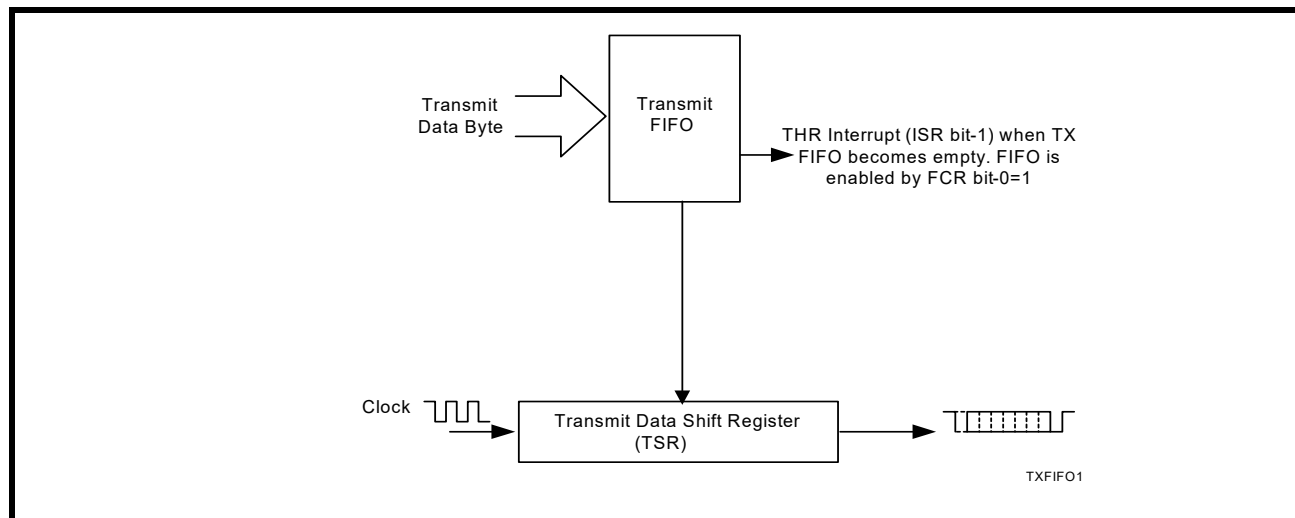 Transmit
Data Byte
Transmit
FIFO
THR Interrupt (ISR bit-1) when TX
FIFO becomes empty. FIFO is
enabled by FCR bit-0=1
Clock
Transmit Data Shift Register
(TSR)
TXFIFO1